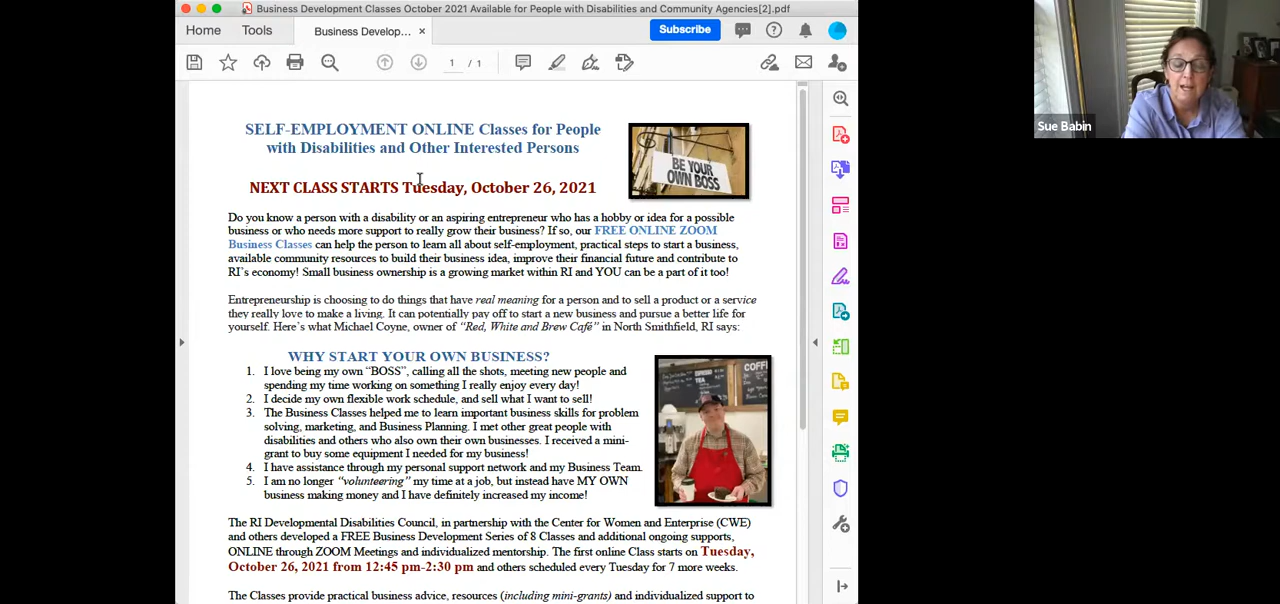 Business Development Classes October 2021 Available for People with Disabilities and Community Agencies[2].pdf
Home
Tools
Business Develop...
×
Subscribe
1 / 1
SELF-EMPLOYMENT ONLINE Classes for People
with Disabilities and Other Interested Persons
NEXT CLASS STARTS Tuesday, October 26, 2021
BE YOUR
OWN BOSS
Do you know a person with a disability or an aspiring entrepreneur who has a hobby or idea for a possible
business or who needs more support to really grow their business? If so, our FREE ONLINE ZOOM
Business Classes can help the person to learn all about self-employment, practical steps to start a business,
available community resources to build their business idea, improve their financial future and contribute to
RI's economy! Small business ownership is a growing market within RI and YOU can be a part of it too!
Entrepreneurship is choosing to do things that have real meaning for a person and to sell a product or a service
they really love to make a living. It can potentially pay off to start a new business and pursue a better life for
yourself. Here's what Michael Coyne, owner of "Red, White and Brew Café" in North Smithfield, RI says:
WHY START YOUR OWN BUSINESS?
1. I love being my own "BOSS", calling all the shots, meeting new people and
spending my time working on something I really enjoy every day!
2. I decide my own flexible work schedule, and sell what I want to sell!
3. The Business Classes helped me to learn important business skills for problem
solving, marketing, and Business Planning. I met other great people with
disabilities and others who also own their own businesses. I received a mini-
grant to buy some equipment I needed for my business!
4. I have assistance through my personal support network and my Business Team.
5. I am no longer "volunteering" my time at a job, but instead have MY OWN
business making money and I have definitely increased my income!
ESPRESSO
TEA
COFF
The RI Developmental Disabilities Council, in partnership with the Center for Women and Enterprise (CWE)
and others developed a FREE Business Development Series of 8 Classes and additional ongoing supports,
ONLINE through ZOOM Meetings and individualized mentorship. The first online Class starts on Tuesday,
October 26, 2021 from 12:45 pm-2:30 pm and others scheduled every Tuesday for 7 more weeks.
The Classes provide practical business advice, resources (including mini-grants) and individualized support to
Sue Babin